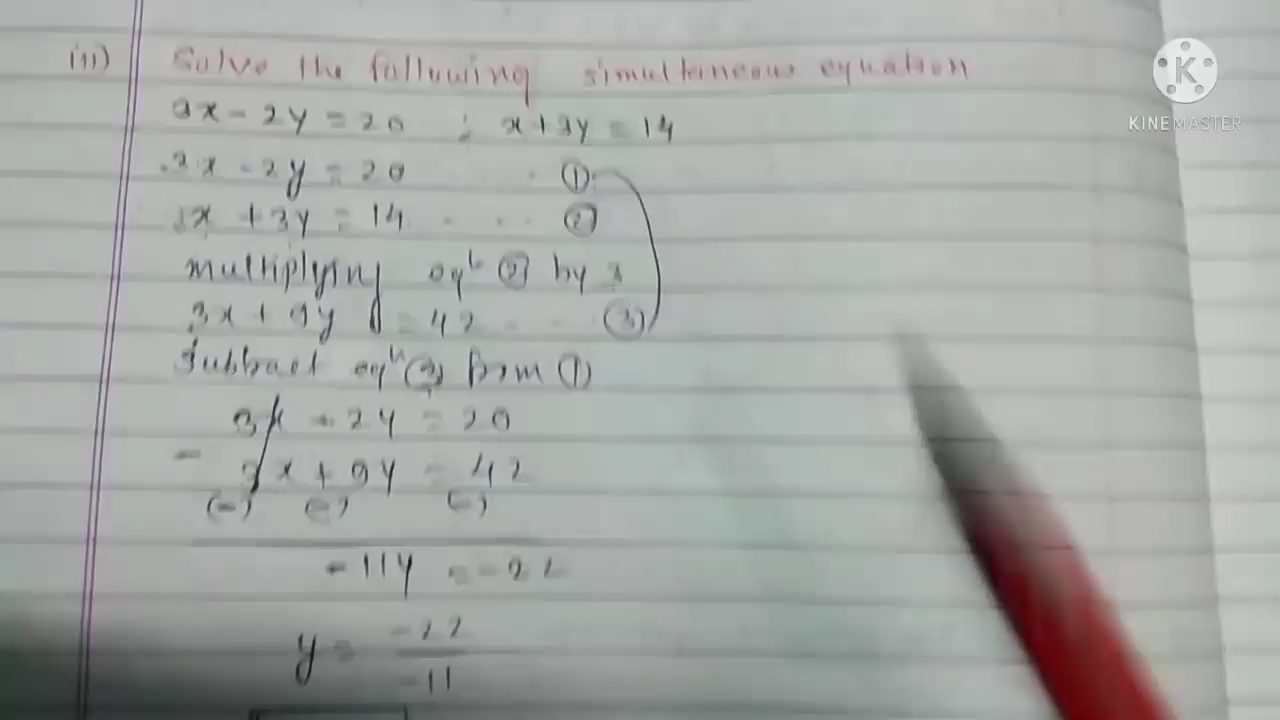 iii) Solve the following simultaneous equation
3x - 2y = 20 ; x + 3y = 14
3x - 2y = 20 ... ①
x + 3y = 14 ... ②
multiplying eqⁿ ② by 3
3x + 9y = 42 ... ③
Subtract eqⁿ ③ from ①
3x - 2y = 20
- 3x + 9y = 42
(-) (-) (-)
-11y = -22
y = -22
-11
K
KINEMASTER